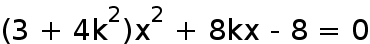 (3 + 4k²)x² + 8kx - 8 = 0